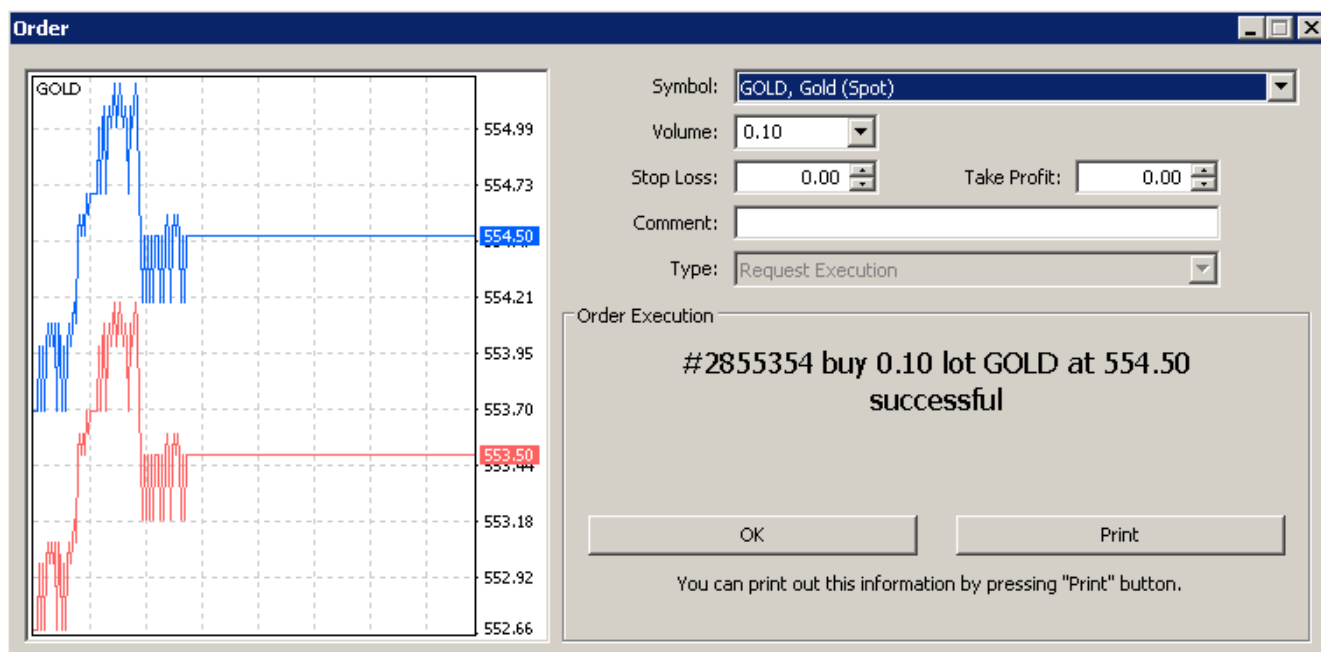 Order
GOLD
554.99
554.73
554.50
554.21
553.95
553.70
553.50
553.44
553.18
552.92
552.66
Symbol: GOLD, Gold (Spot)
Volume: 0.10
Stop Loss: 0.00 Take Profit: 0.00
Comment:
Type: Request Execution
Order Execution
#2855354 buy 0.10 lot GOLD at 554.50
successful
OK Print
You can print out this information by pressing "Print" button.